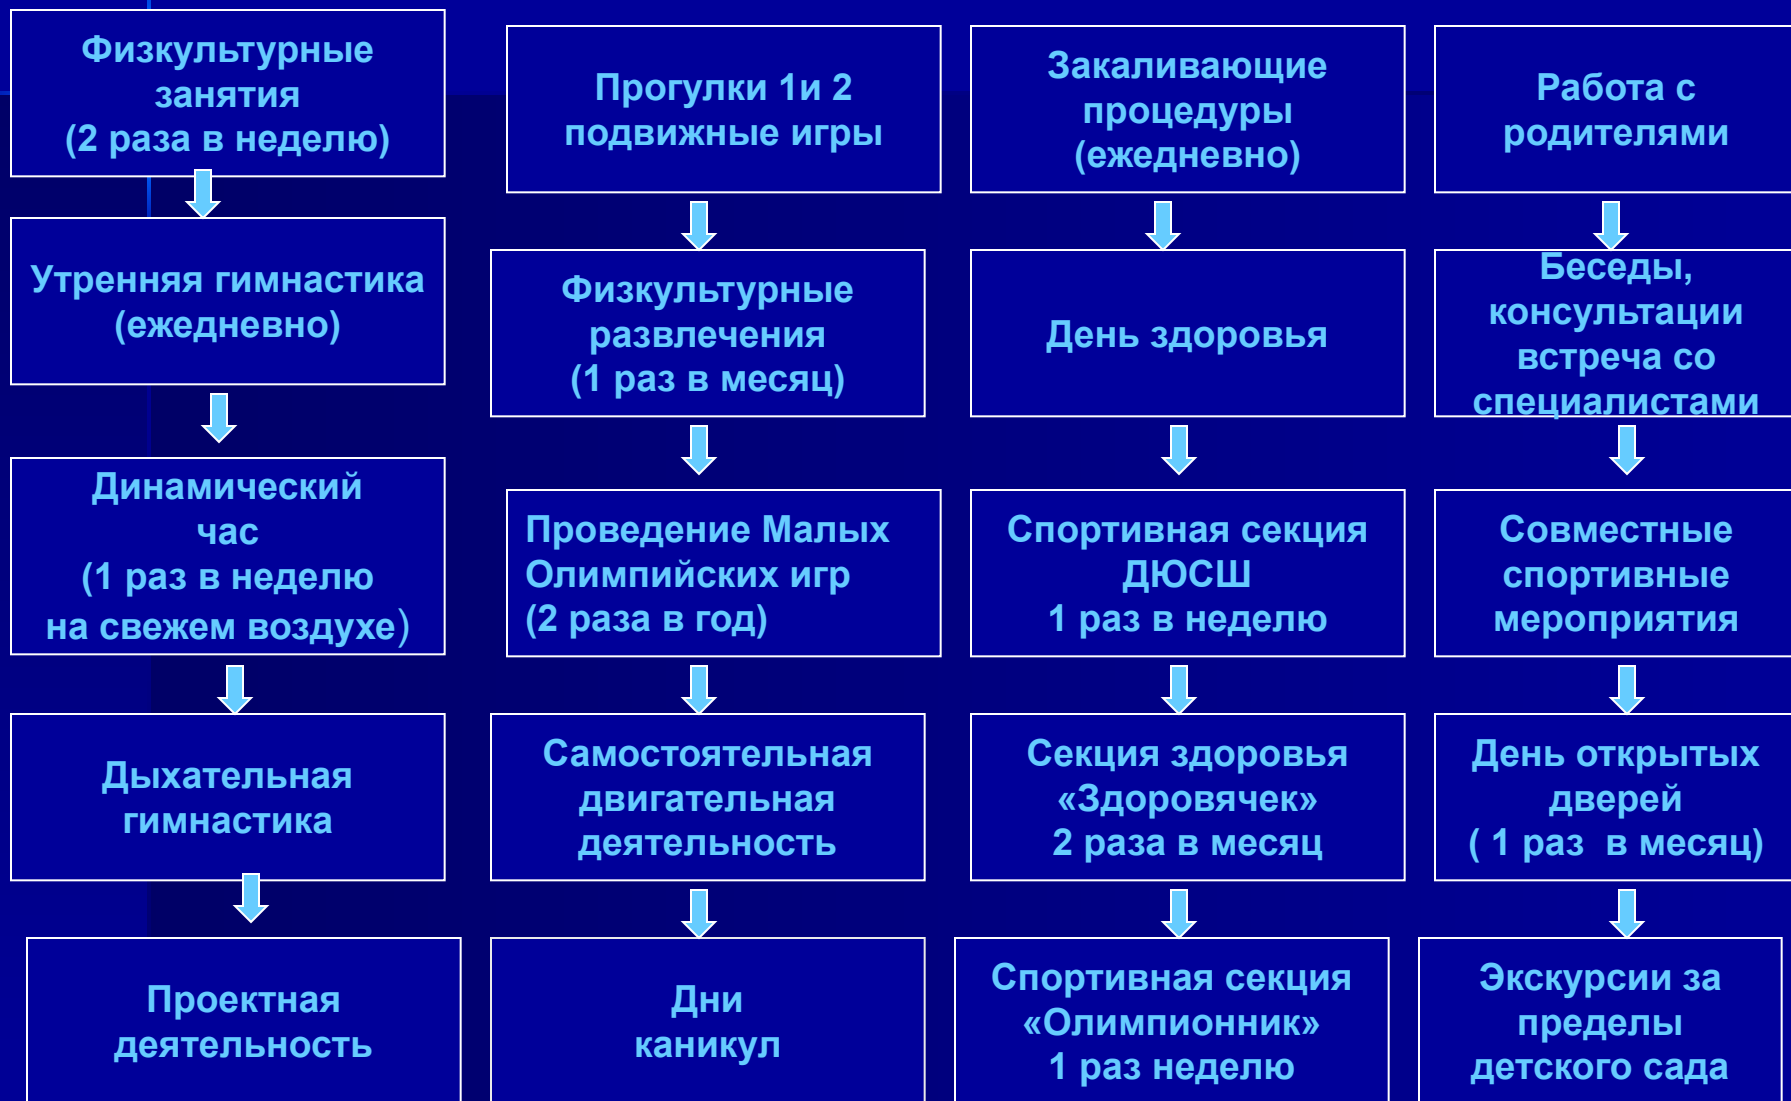 Физкультурные
занятия
(2 раза в неделю)
Утренняя гимнастика
(ежедневно)
Динамический
час
(1 раз в неделю
на свежем воздухе)
Дыхательная
гимнастика
Проектная
деятельность
Прогулки 1и 2
подвижные игры
Физкультурные
развлечения
(1 раз в месяц)
Проведение Малых
Олимпийских игр
(2 раза в год)
Самостоятельная
двигательная
деятельность
Дни
каникул
Закаливающие
процедуры
(ежедневно)
День здоровья
Спортивная секция
ДЮСШ
1 раз в неделю
Секция здоровья
«Здоровячек»
2 раза в месяц
Спортивная секция
«Олимпионник»
1 раз неделю
Работа с
родителями
Беседы,
консультации
встреча со
специалистами
Совместные
спортивные
мероприятия
День открытых
дверей
( 1 раз  в месяц)
Экскурсии за
пределы
детского сада